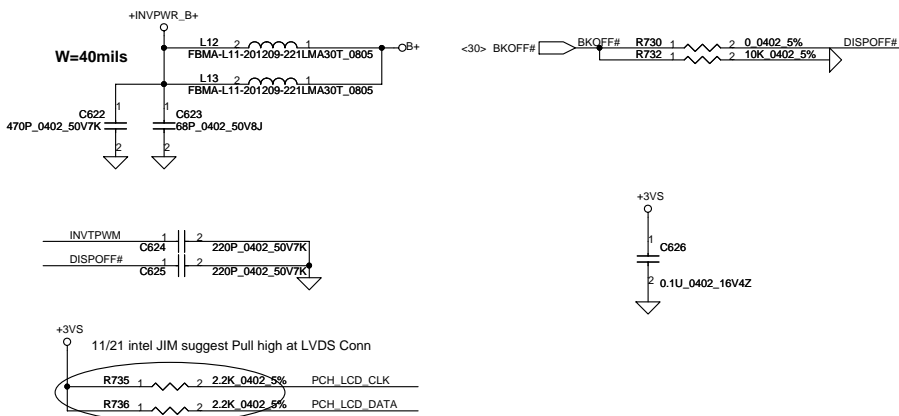 +INVPWR_B+
W=40mils
L12
2
1
FBMA-L11-201209-221LMA30T_0805
B+
L13
2
1
FBMA-L11-201209-221LMA30T_0805
1
C622
470P_0402_50V7K
2
1
C623
68P_0402_50V8J
2
<30> BKOFF#
BKOFF#
R730 1 2 0_0402_5%
DISPOFF#
R732 1 2 10K_0402_5%
INVTPWM
1 2
C624
220P_0402_50V7K
DISPOFF#
1 2
C625
220P_0402_50V7K
+3VS
1
C626
2
0.1U_0402_16V4Z
+3VS
11/21 intel JIM suggest Pull high at LVDS Conn
R735 1 2 2.2K_0402_5% PCH_LCD_CLK
R736 1 2 2.2K_0402_5% PCH_LCD_DATA